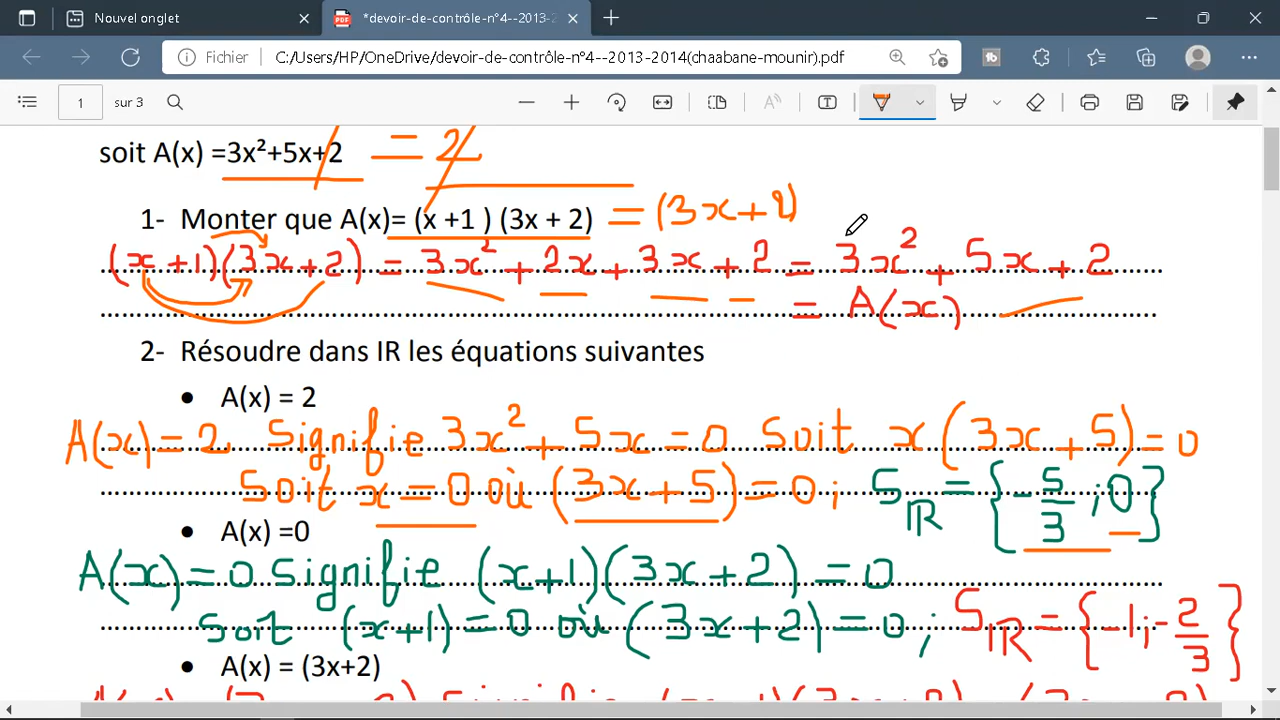 Nouvel onglet
*devoir-de-contrôle-n°4--2013-2
Fichier C:/Users/HP/OneDrive/devoir-de-contrôle-n°4--2013-2014(chaabane-mounir).pdf
1 sur 3
soit A(x) =3x²+5x+2 = 2
1- Monter que A(x)= (x +1 ) (3x + 2) = (3x+2)
(x+1)(3x+2) = 3x² + 2x + 3x + 2 = 3x² + 5x + 2
= A(x)
2- Résoudre dans IR les équations suivantes
• A(x) = 2
A(x) = 2. Signifie 3x² + 5x = 0 Soit x(3x+5) = 0
Soit x = 0 où (3x+5) = 0 ; S_IR = {-5/3 ; 0}
• A(x) =0
A(x) = 0 Signifie (x+1)(3x+2) = 0
Soit (x+1) = 0 où (3x+2) = 0 ; S_IR = {-1 ; -2/3}
• A(x) = (3x+2)